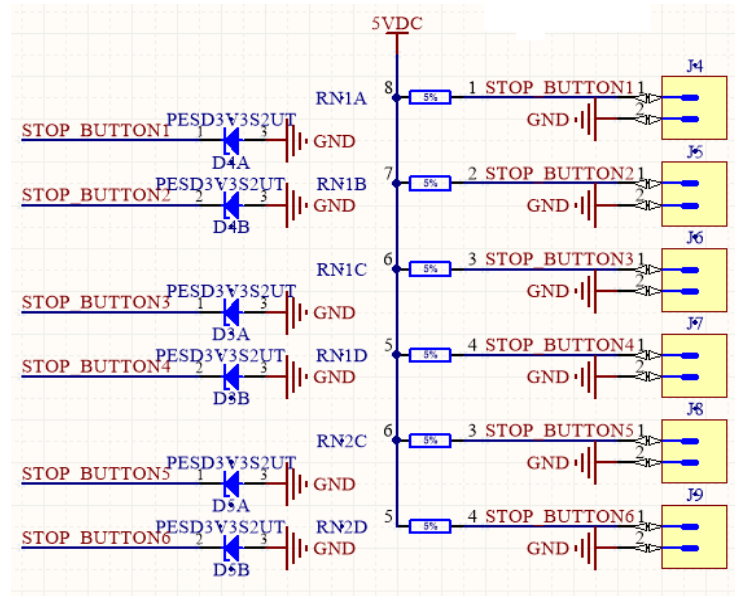 5VDC
RN1A 8 5% 1 STOP_BUTTON1 1 J4
GND 2
PESD3V3S2UT
STOP_BUTTON1 1 3 GND
D4A
RN1B 7 5% 2 STOP_BUTTON2 1 J5
GND 2
PESD3V3S2UT
STOP_BUTTON2 2 3 GND
D4B
RN1C 6 5% 3 STOP_BUTTON3 1 J6
GND 2
PESD3V3S2UT
STOP_BUTTON3 1 3 GND
D3A
RN1D 5 5% 4 STOP_BUTTON4 1 J7
GND 2
PESD3V3S2UT
STOP_BUTTON4 2 3 GND
D3B
RN2C 6 5% 3 STOP_BUTTON5 1 J8
GND 2
PESD3V3S2UT
STOP_BUTTON5 1 3 GND
D5A
RN2D 5 5% 4 STOP_BUTTON6 1 J9
GND 2
PESD3V3S2UT
STOP_BUTTON6 2 3 GND
D5B